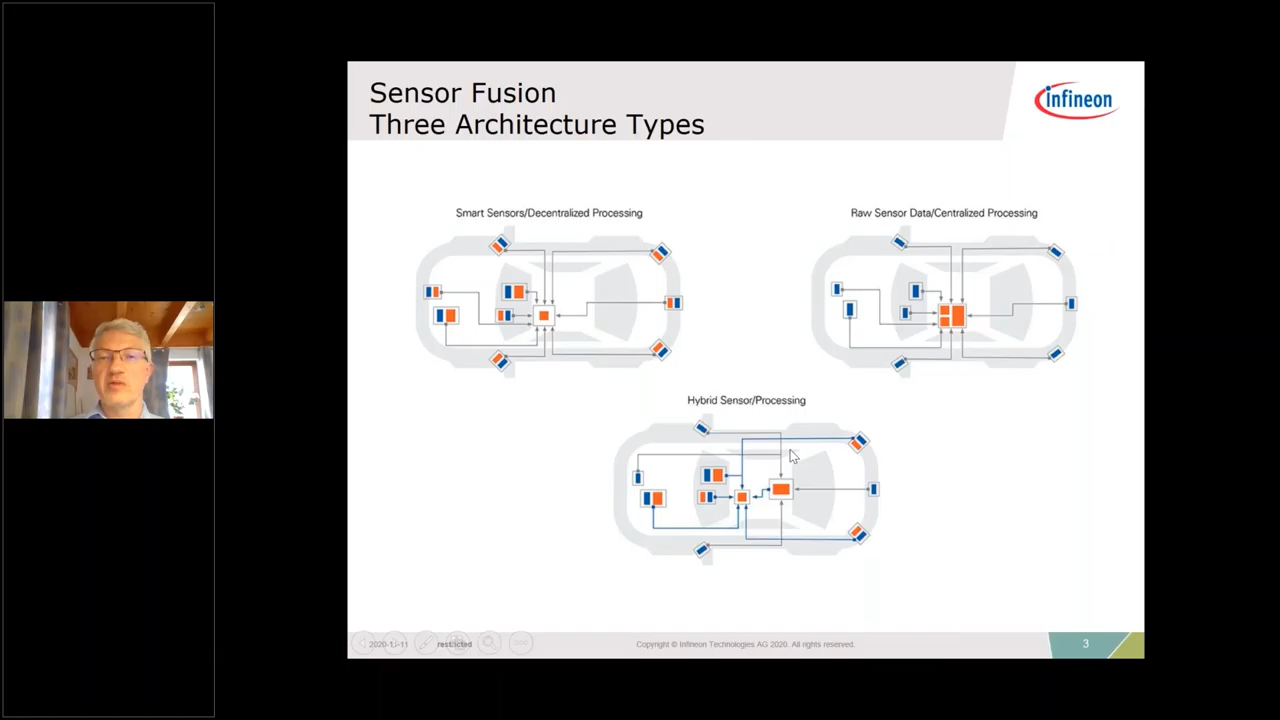 Sensor Fusion
Three Architecture Types
infineon
Smart Sensors/Decentralized Processing
Raw Sensor Data/Centralized Processing
Hybrid Sensor/Processing
restricted
Copyright © Infineon Technologies AG 2020. All rights reserved.
3